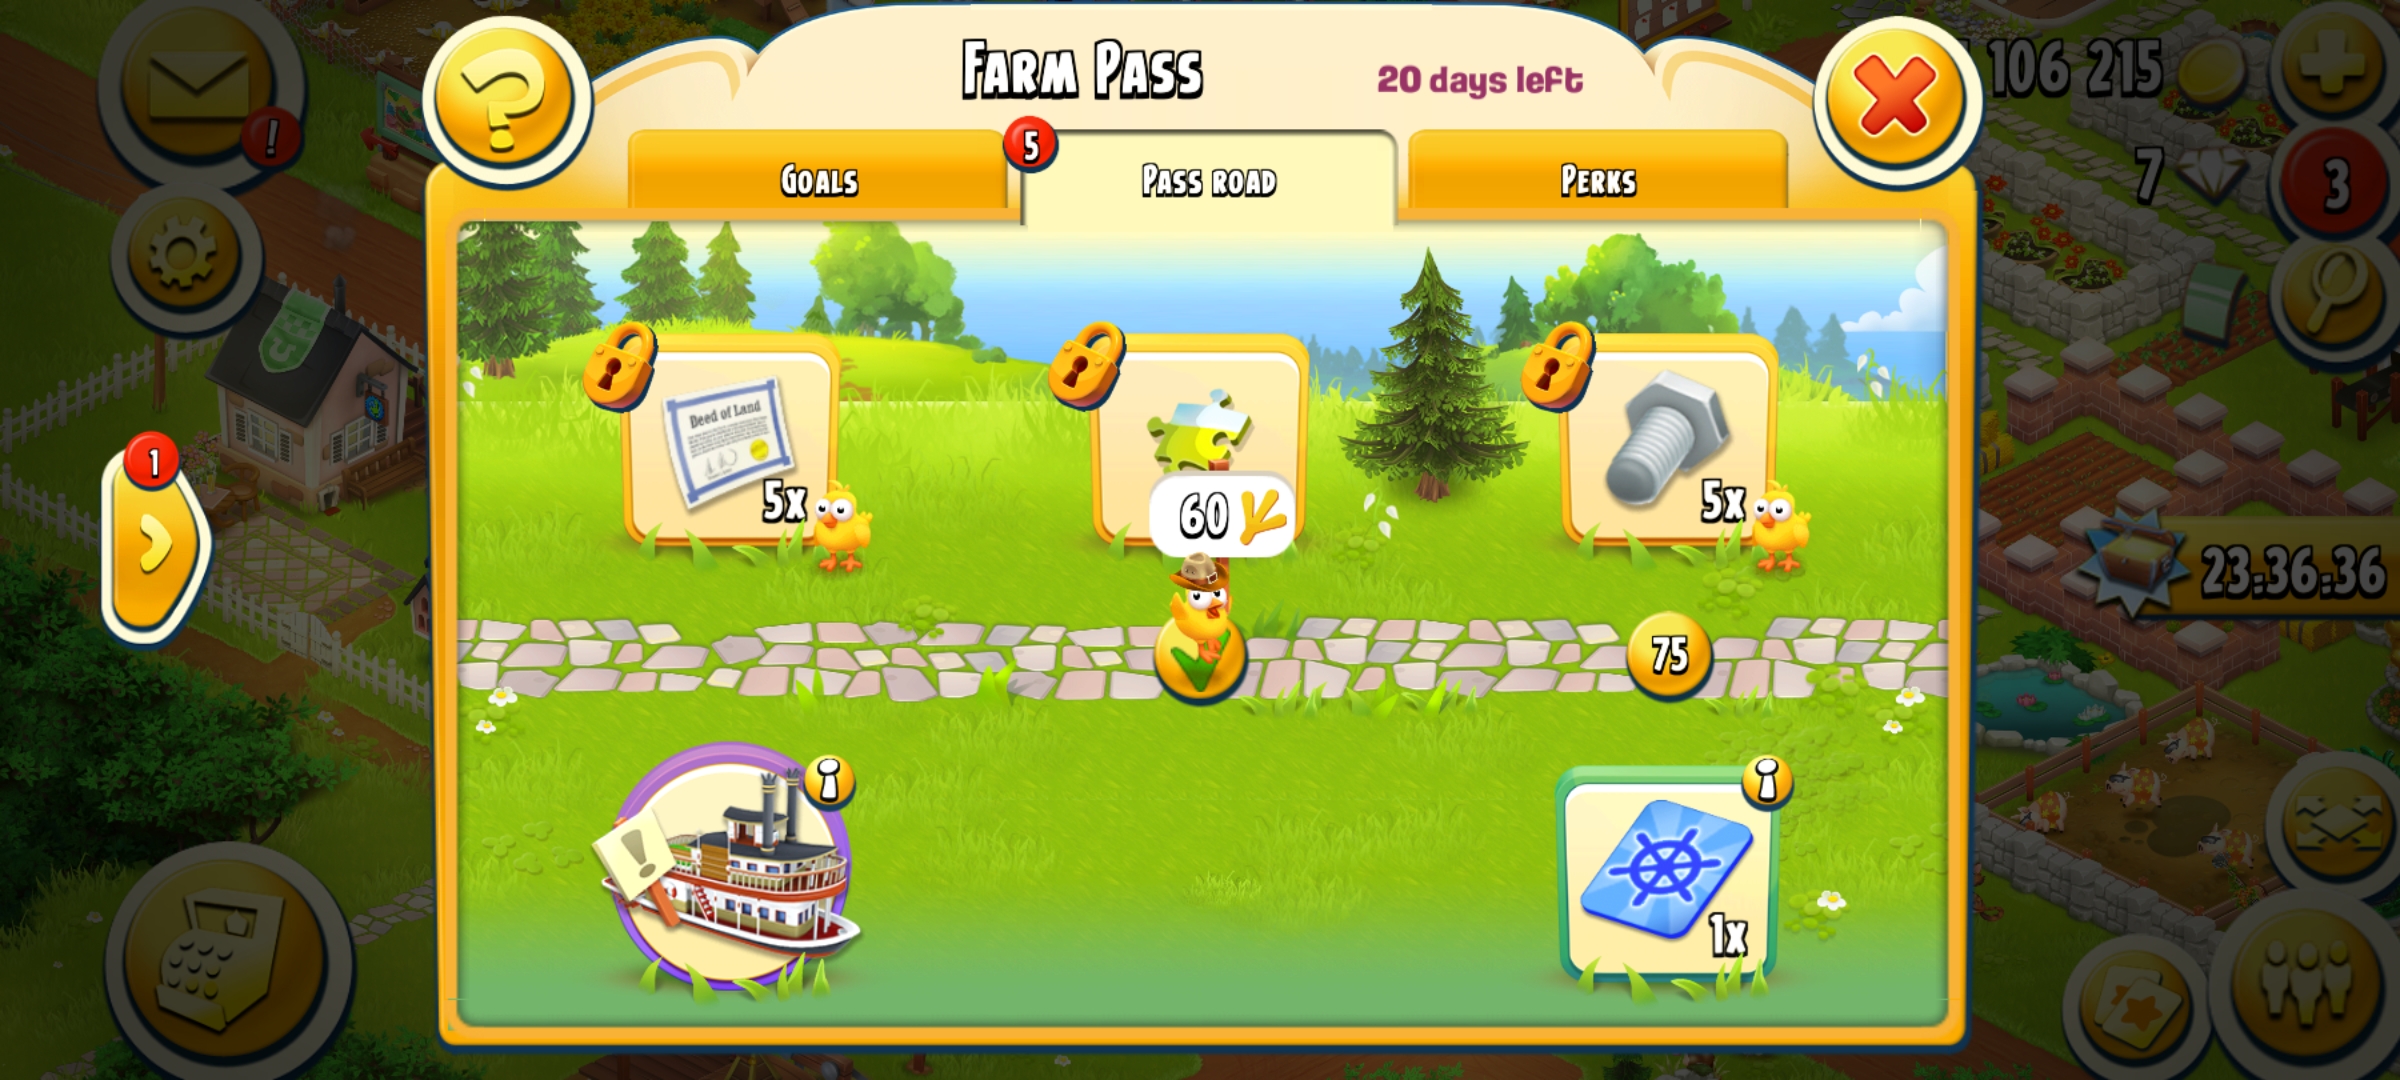 FARM PASS
20 days left
106 215
!
5
GOALS
PASS ROAD
PERKS
7
3
Deed of Land
5x
5x
1
60
23:36:36
75
!
1x